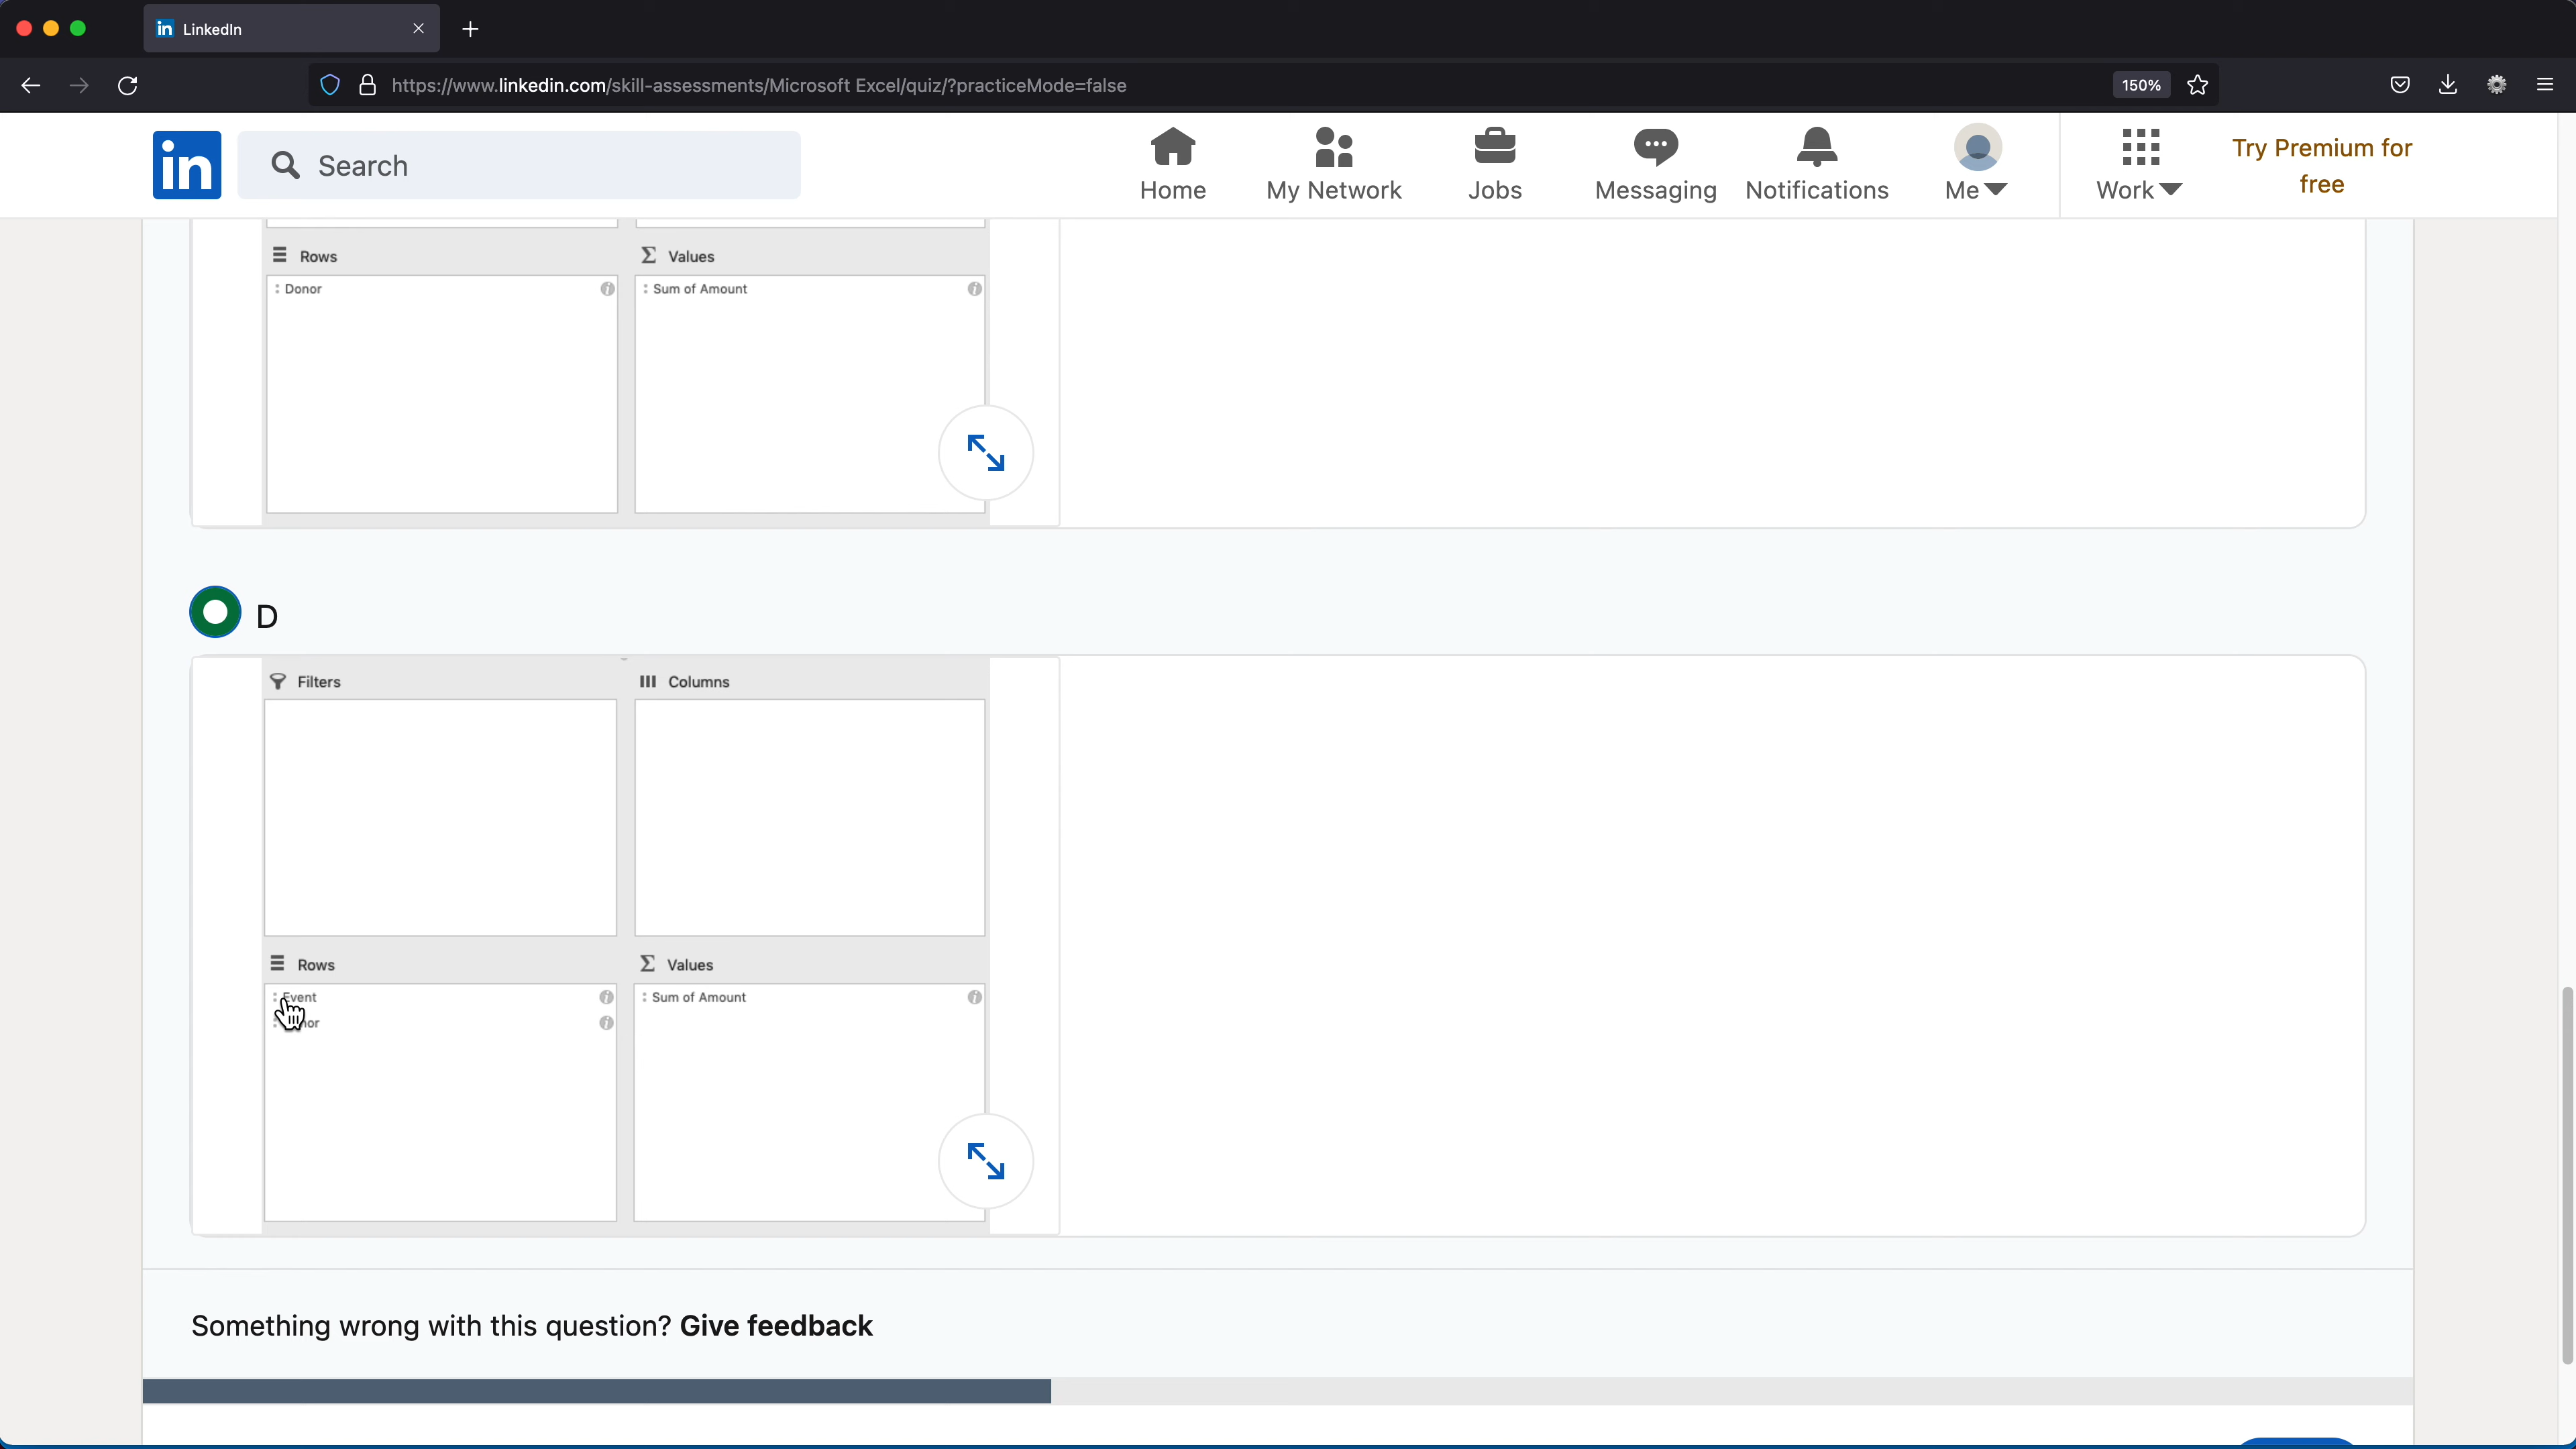 LinkedIn
https://www.linkedin.com/skill-assessments/Microsoft Excel/quiz/?practiceMode=false
150%
in
Search
Home
My Network
Jobs
Messaging
Notifications
Me
Work
Try Premium for
free
Rows
Values
Donor
Sum of Amount
D
Filters
Columns
Rows
Values
Event
Sum of Amount
Something wrong with this question? Give feedback